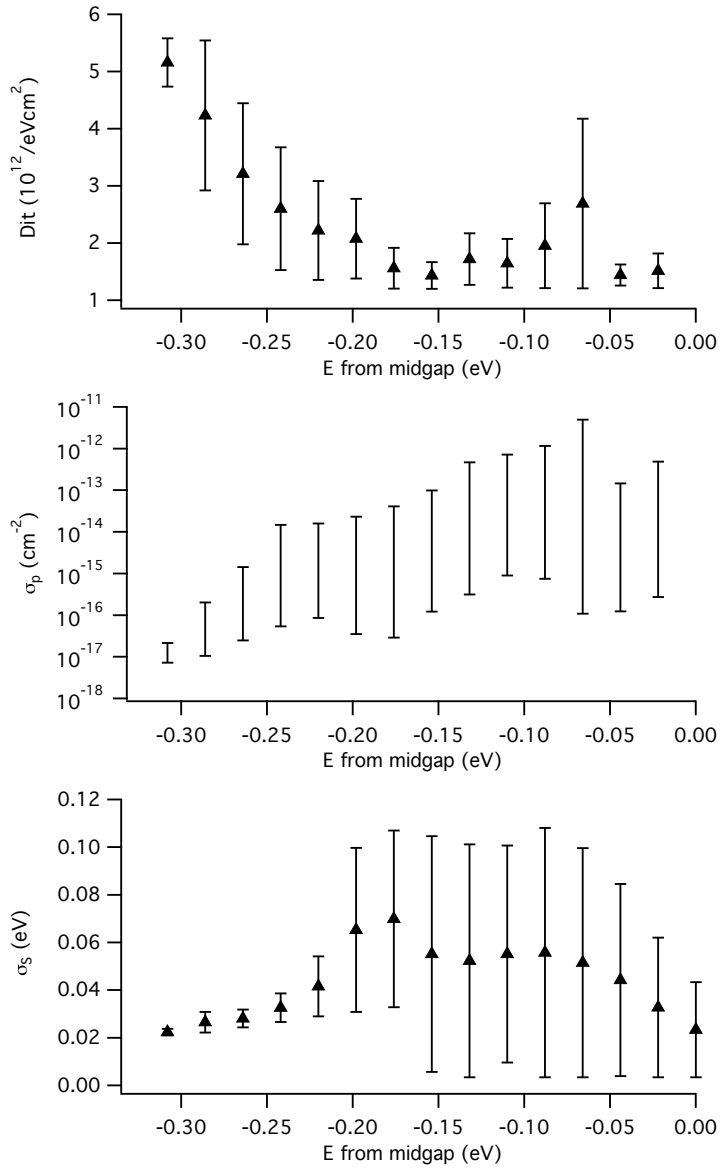 6
5
4
3
2
1
Dit (10^12/eVcm^2)
-0.30 -0.25 -0.20 -0.15 -0.10 -0.05 0.00
E from midgap (eV)
10^-11
10^-12
10^-13
10^-14
10^-15
10^-16
10^-17
10^-18
σp (cm^-2)
-0.30 -0.25 -0.20 -0.15 -0.10 -0.05 0.00
E from midgap (eV)
0.12
0.10
0.08
0.06
0.04
0.02
0.00
σS (eV)
-0.30 -0.25 -0.20 -0.15 -0.10 -0.05 0.00
E from midgap (eV)